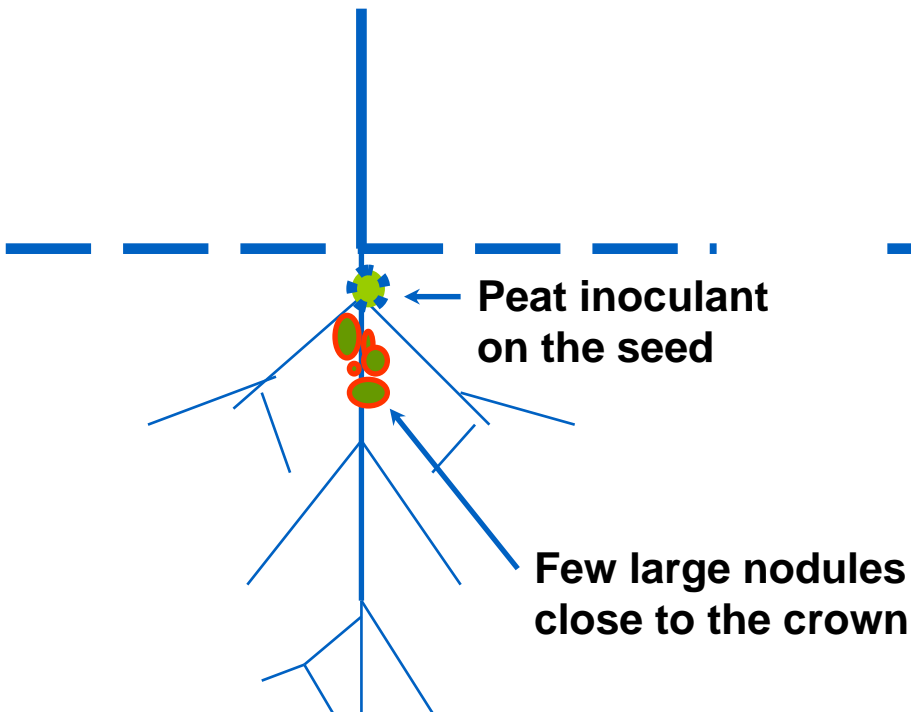 Peat inoculant
on the seed
Few large nodules
close to the crown